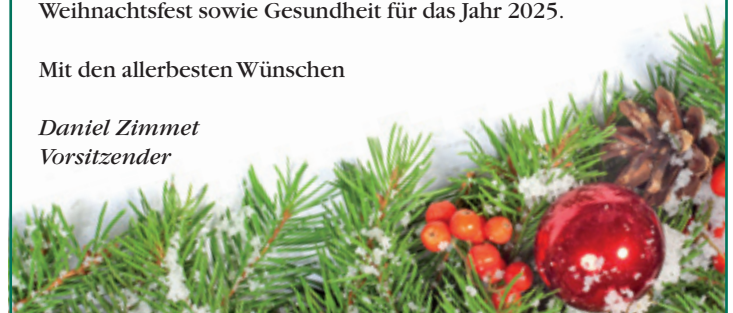 Weihnachtsfest sowie Gesundheit für das Jahr 2025.
Mit den allerbesten Wünschen
Daniel Zimmet
Vorsitzender